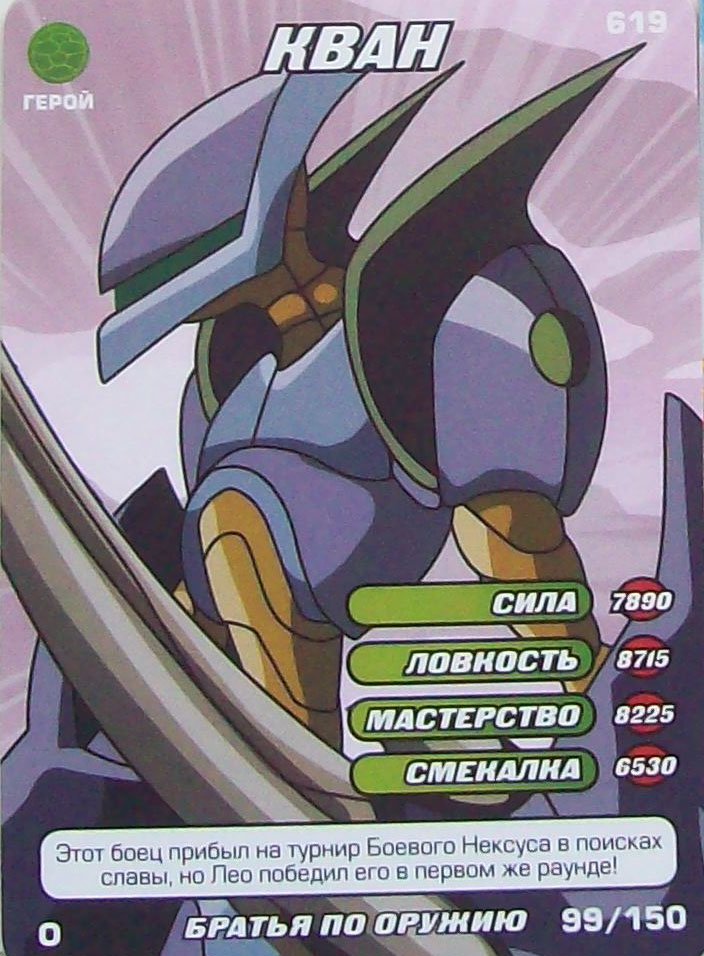 619
КВАН
ГЕРОЙ
СИЛА 7890
ЛОВКОСТЬ 8715
МАСТЕРСТВО 8225
СМЕКАЛКА 6530
Этот боец прибыл на турнир Боевого Нексуса в поисках
славы, но Лео победил его в первом же раунде!
0 БРАТЬЯ ПО ОРУЖИЮ 99/150